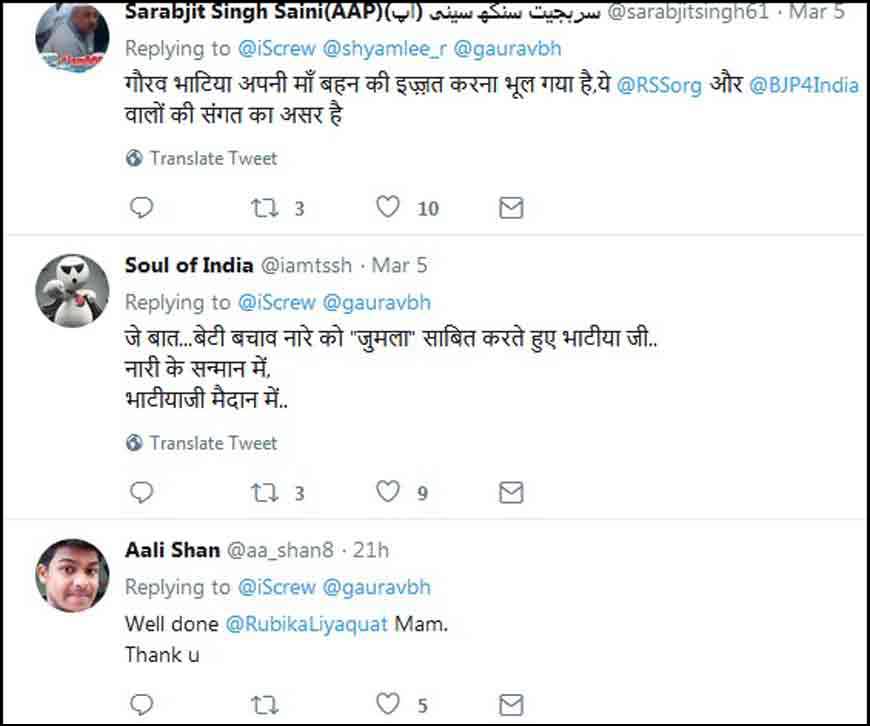 Sarabjit Singh Saini(AAP)(آپ) سربجیت سنگھ سینی @sarabjitsingh61 · Mar 5
Replying to @iScrew @shyamlee_r @gauravbh
गौरव भाटिया अपनी माँ बहन की इज़्ज़त करना भूल गया है,ये @RSSorg और @BJP4India
वालों की संगत का असर है
Translate Tweet
3 10
Soul of India @iamtssh · Mar 5
Replying to @iScrew @gauravbh
जे बात...बेटी बचाव नारे को "जुमला" साबित करते हुए भाटीया जी..
नारी के सन्मान में,
भाटीयाजी मैदान में..
Translate Tweet
3 9
Aali Shan @aa_shan8 · 21h
Replying to @iScrew @gauravbh
Well done @RubikaLiyaquat Mam.
Thank u
5